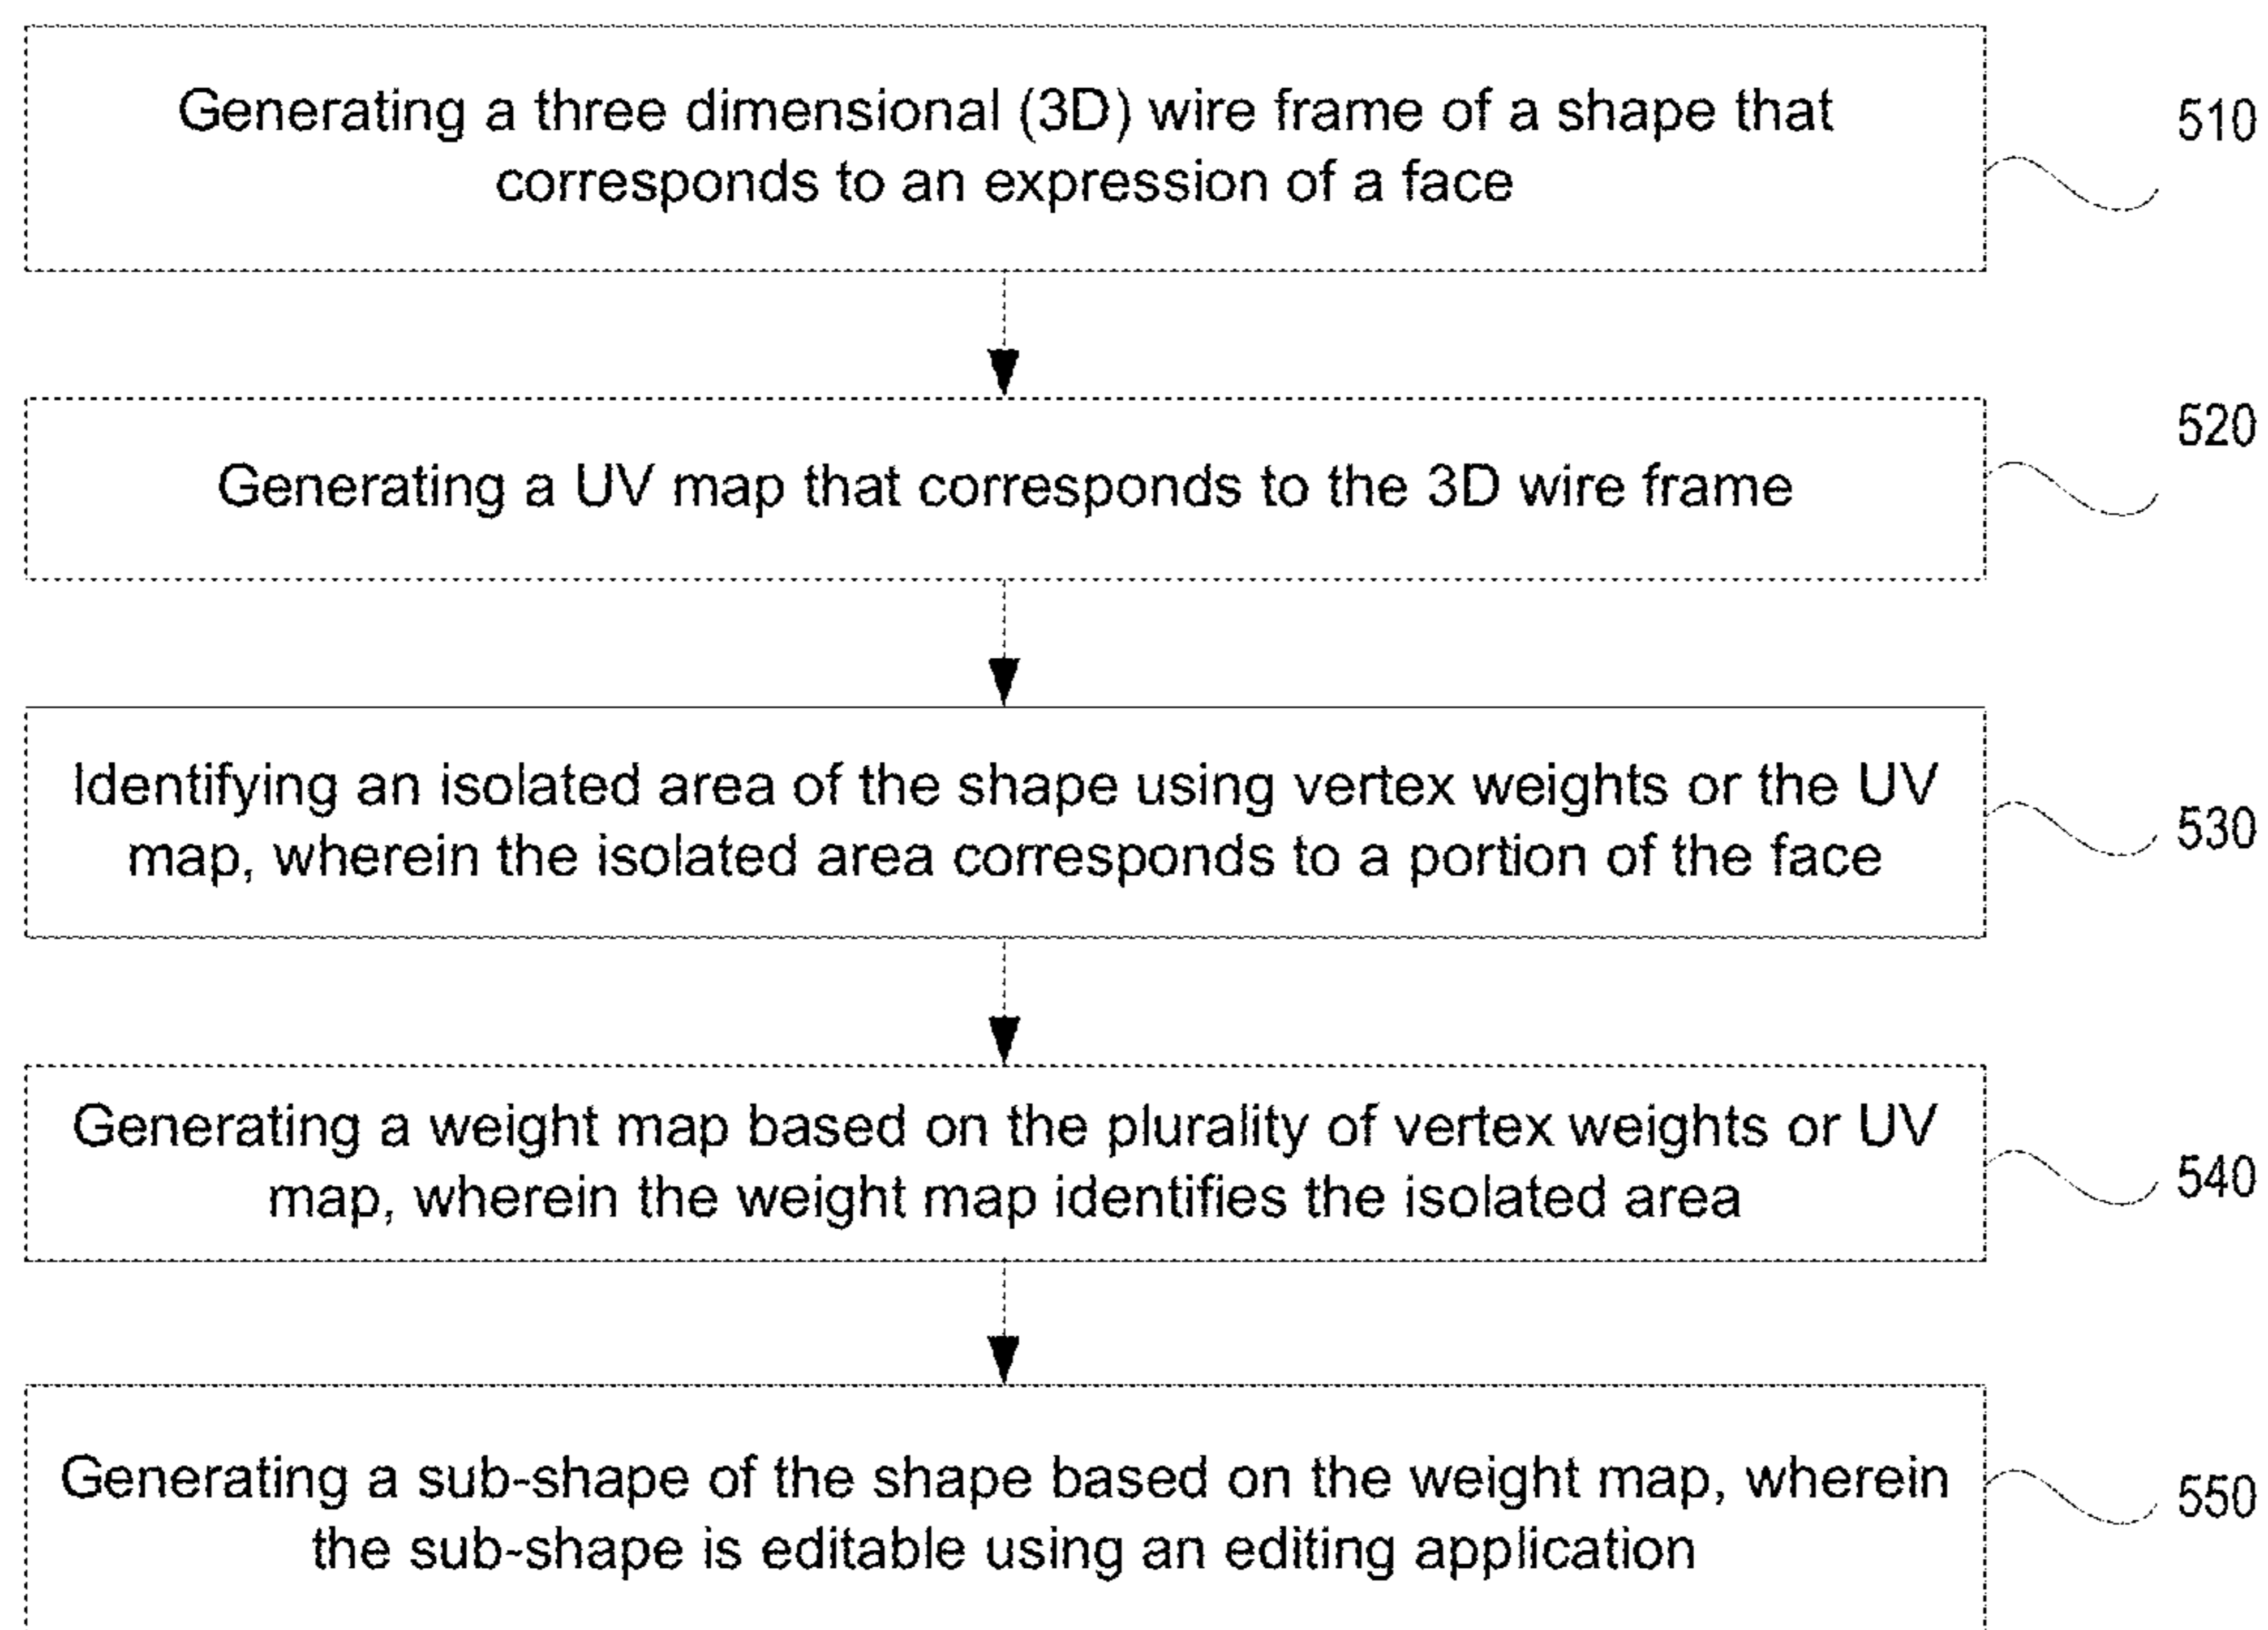 Generating a three dimensional (3D) wire frame of a shape that
corresponds to an expression of a face
510
Generating a UV map that corresponds to the 3D wire frame
520
Identifying an isolated area of the shape using vertex weights or the UV
map, wherein the isolated area corresponds to a portion of the face
530
Generating a weight map based on the plurality of vertex weights or UV
map, wherein the weight map identifies the isolated area
540
Generating a sub-shape of the shape based on the weight map, wherein
the sub-shape is editable using an editing application
550